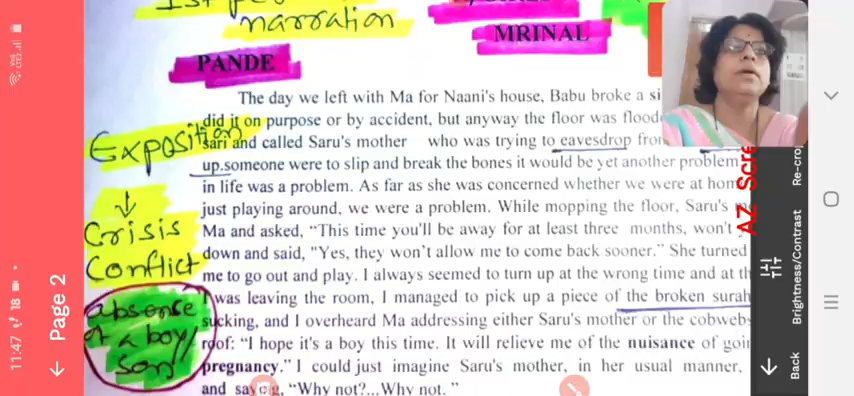 1st
narration
MRINAL
PANDE
The day we left with Ma for Naani's house, Babu broke a
did it on purpose or by accident, but anyway the floor was
sari and called Saru's mother who was trying to eavesdrop
up.someone were to slip and break the bones it would be yet another problem
in life was a problem. As far as she was concerned whether we were at
just playing around, we were a problem. While mopping the floor, Saru's
Ma and asked, "This time you'll be away for at least three months, won't
down and said, "Yes, they won't allow me to come back sooner." She turned
me to go out and play. I always seemed to turn up at the wrong time and at
I was leaving the room, I managed to pick up a piece of the broken
sucking, and I overheard Ma addressing either Saru's mother or the
roof: "I hope it's a boy this time. It will relieve me of the nuisance of
pregnancy." I could just imagine Saru's mother, in her usual manner,
and "Why not?...Why not. "
Exposition
Crisis
Conflict
absence
of a boy/
son
11:47
18
Page 2
AZ
Back
Brightness/Contrast